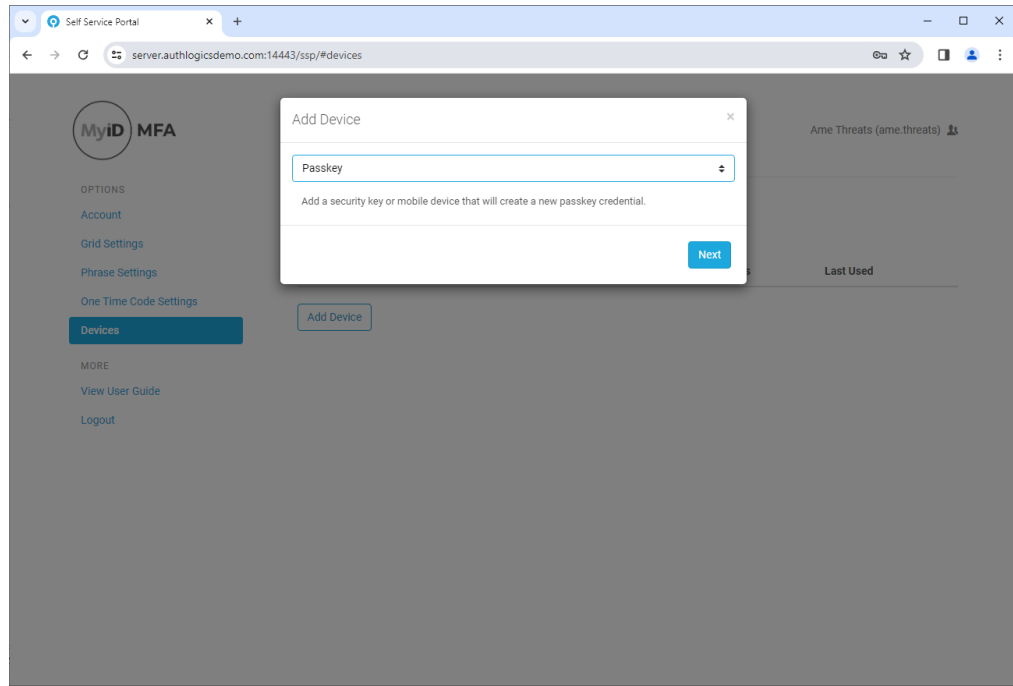 Self Service Portal
server.authlogicsdemo.com:14443/ssp/#devices
MyiD MFA
Ame Threats (ame.threats)
Add Device
Passkey
Add a security key or mobile device that will create a new passkey credential.
Next
OPTIONS
Account
Grid Settings
Phrase Settings
One Time Code Settings
Devices
MORE
View User Guide
Logout
Last Used
Add Device